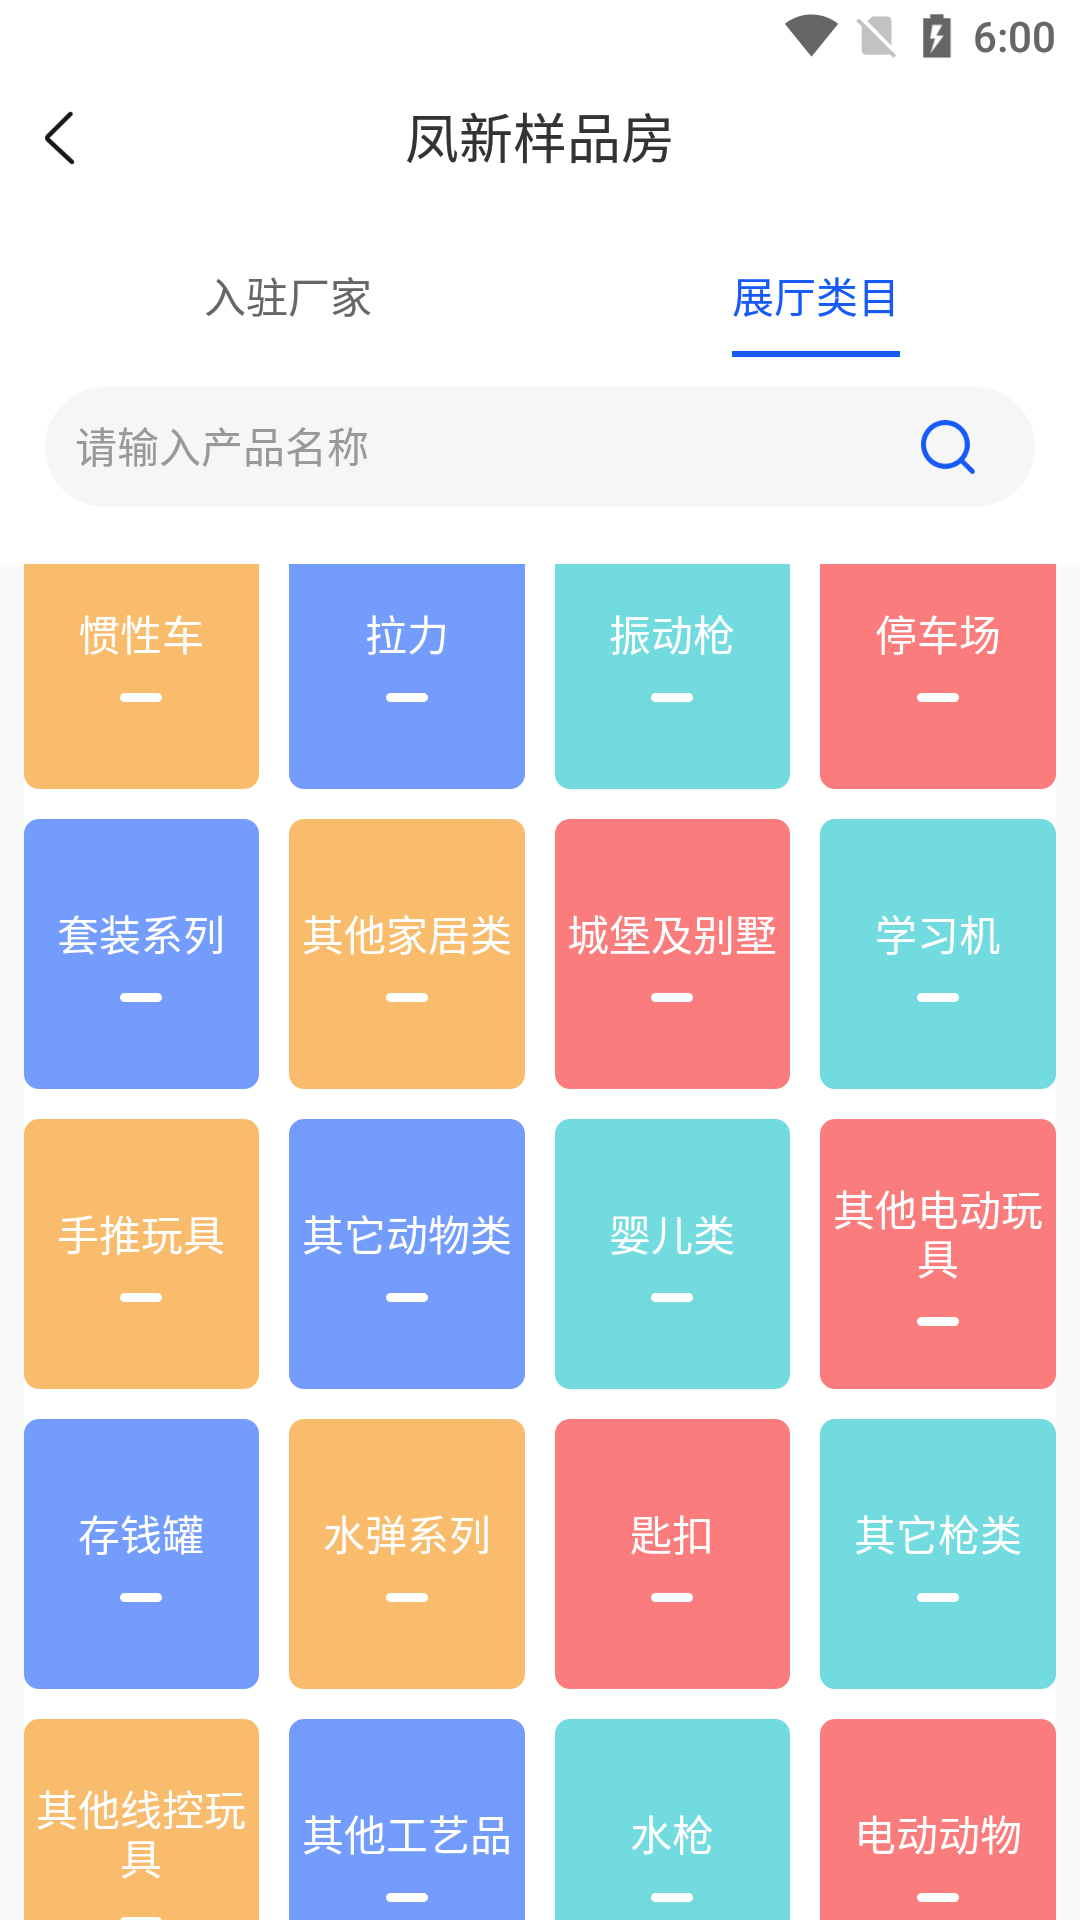 6:00
凤新样品房
入驻厂家
展厅类目
请输入产品名称
惯性车
拉力
振动枪
停车场
套装系列
其他家居类
城堡及别墅
学习机
手推玩具
其它动物类
婴儿类
其他电动玩
具
存钱罐
水弹系列
匙扣
其它枪类
其他线控玩
具
其他工艺品
水枪
电动动物